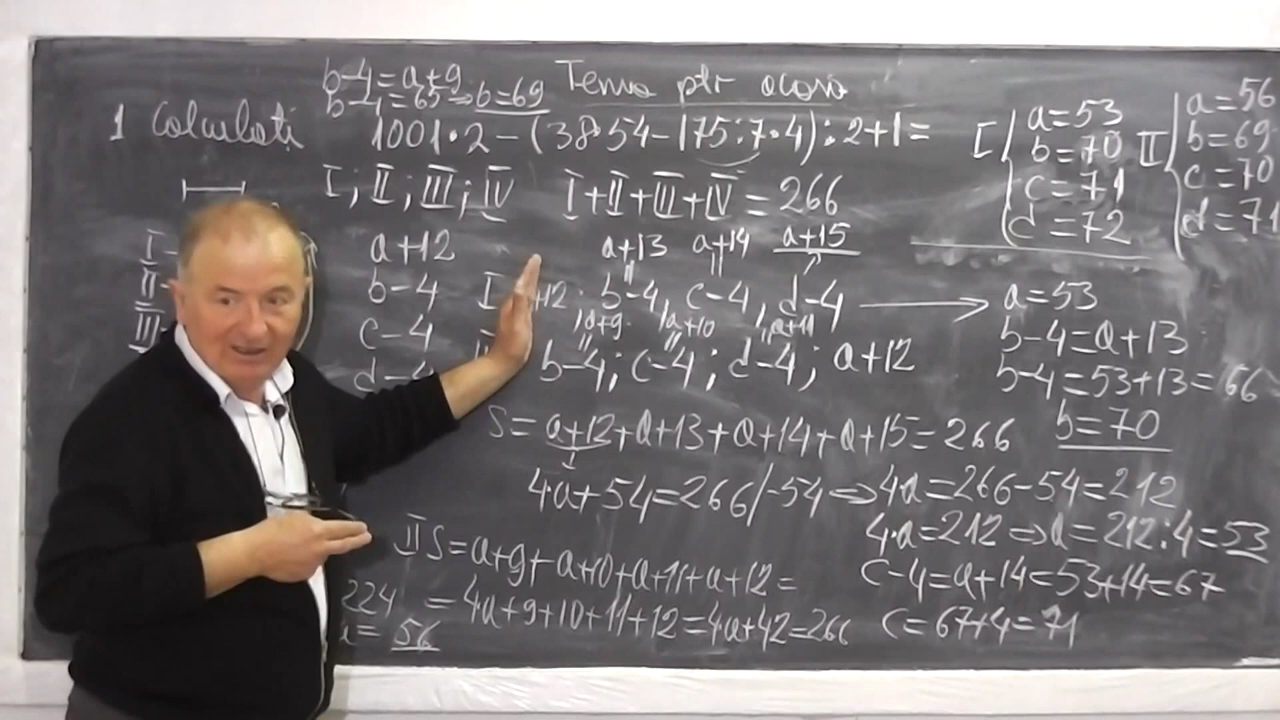 b-4=a+9
b-4=65⇒b=69
Tema ptr acasă
1 Calculati
1001·2-(38·54-175:7·4):2+1=
I; II; III; IV I+II+III+IV=266
I { a=53
b=70
c=71
d=72
II { a=56
b=69
c=70
d=71
I
II
III
a+12
b-4
c-4
d-4
a+13 a+14 a+15
I +12; b-4, c-4, d-4 →
a+9 a+10 a+11
b-4; c-4; d-4; a+12
a=53
b-4=a+13
b-4=53+13=66
b=70
S=a+12+a+13+a+14+a+15=266
4a+54=266/-54⇒4a=266-54=212
4·a=212⇒a=212:4=53
c-4=a+14=53+14=67
c=67+4=71
II S=a+9+a+10+a+11+a+12=
=4a+9+10+11+12=4a+42=266
224
a=56